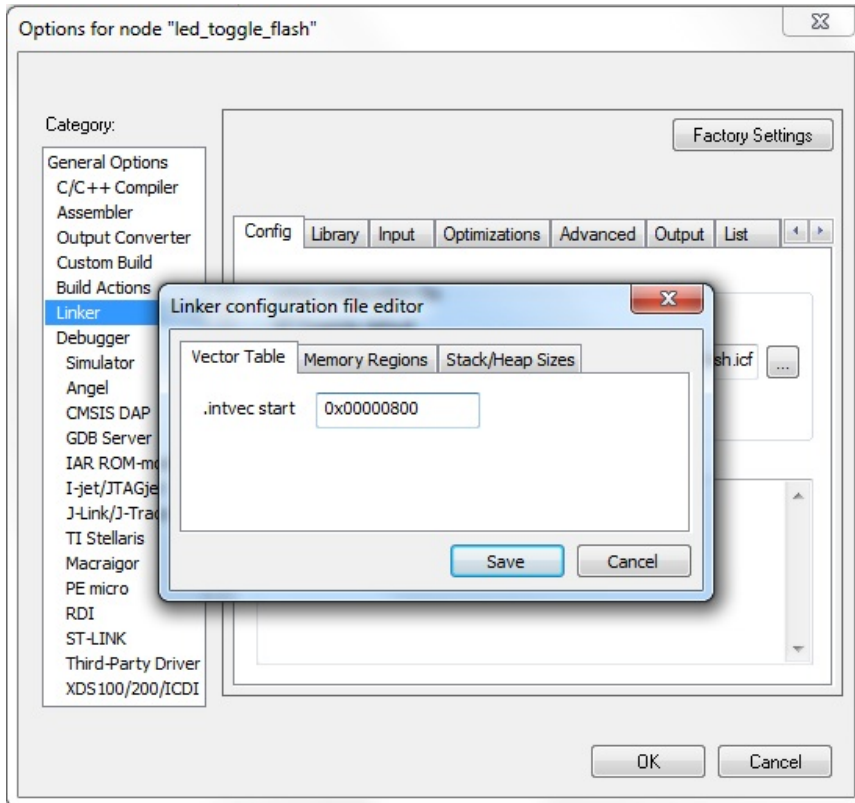 Options for node "led_toggle_flash"
Category:
Factory Settings
General Options
C/C++ Compiler
Assembler
Output Converter
Custom Build
Build Actions
Linker
Debugger
Simulator
Angel
CMSIS DAP
GDB Server
IAR ROM-mo
I-jet/JTAGje
J-Link/J-Trac
TI Stellaris
Macraigor
PE micro
RDI
ST-LINK
Third-Party Driver
XDS100/200/ICDI
Config Library Input Optimizations Advanced Output List
sh.icf ...
Linker configuration file editor
Vector Table Memory Regions Stack/Heap Sizes
.intvec start 0x00000800
Save Cancel
OK Cancel